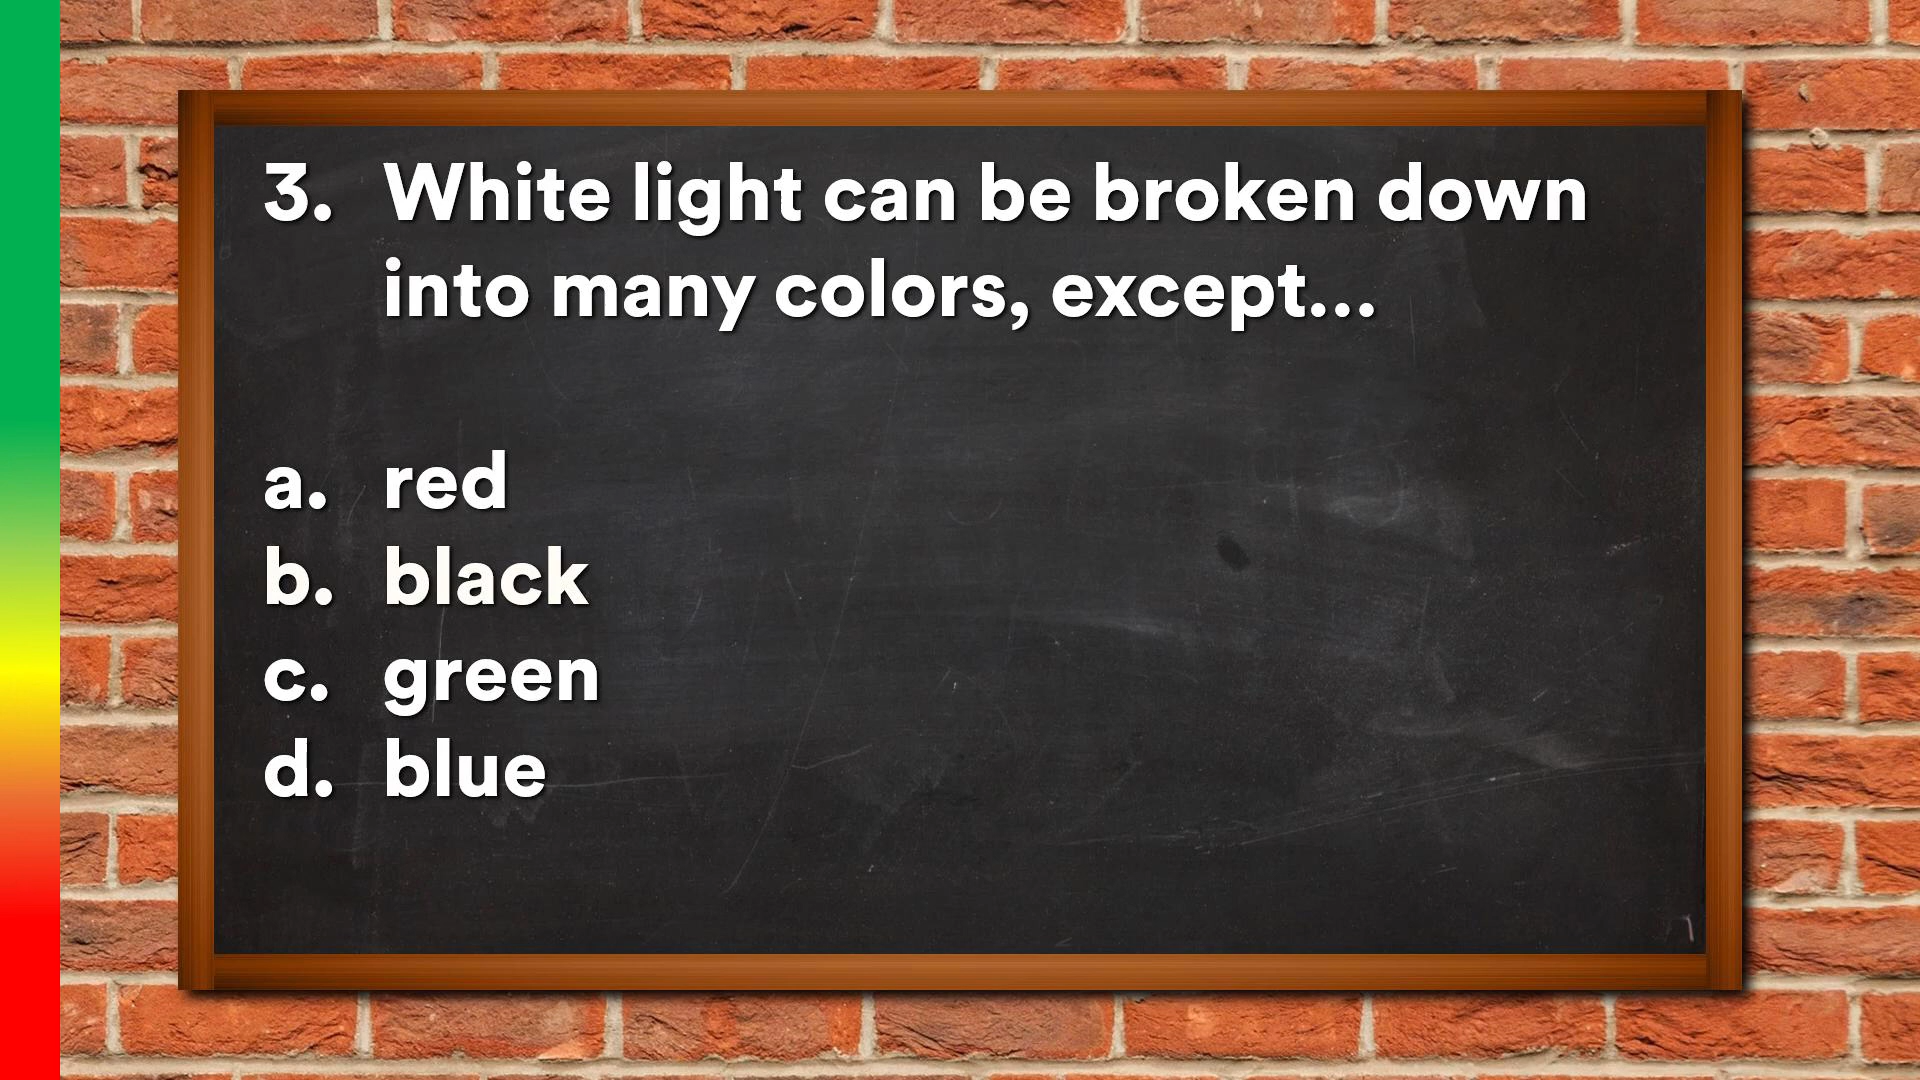 3. White light can be broken down
into many colors, except...
a. red
b. black
c. green
d. blue